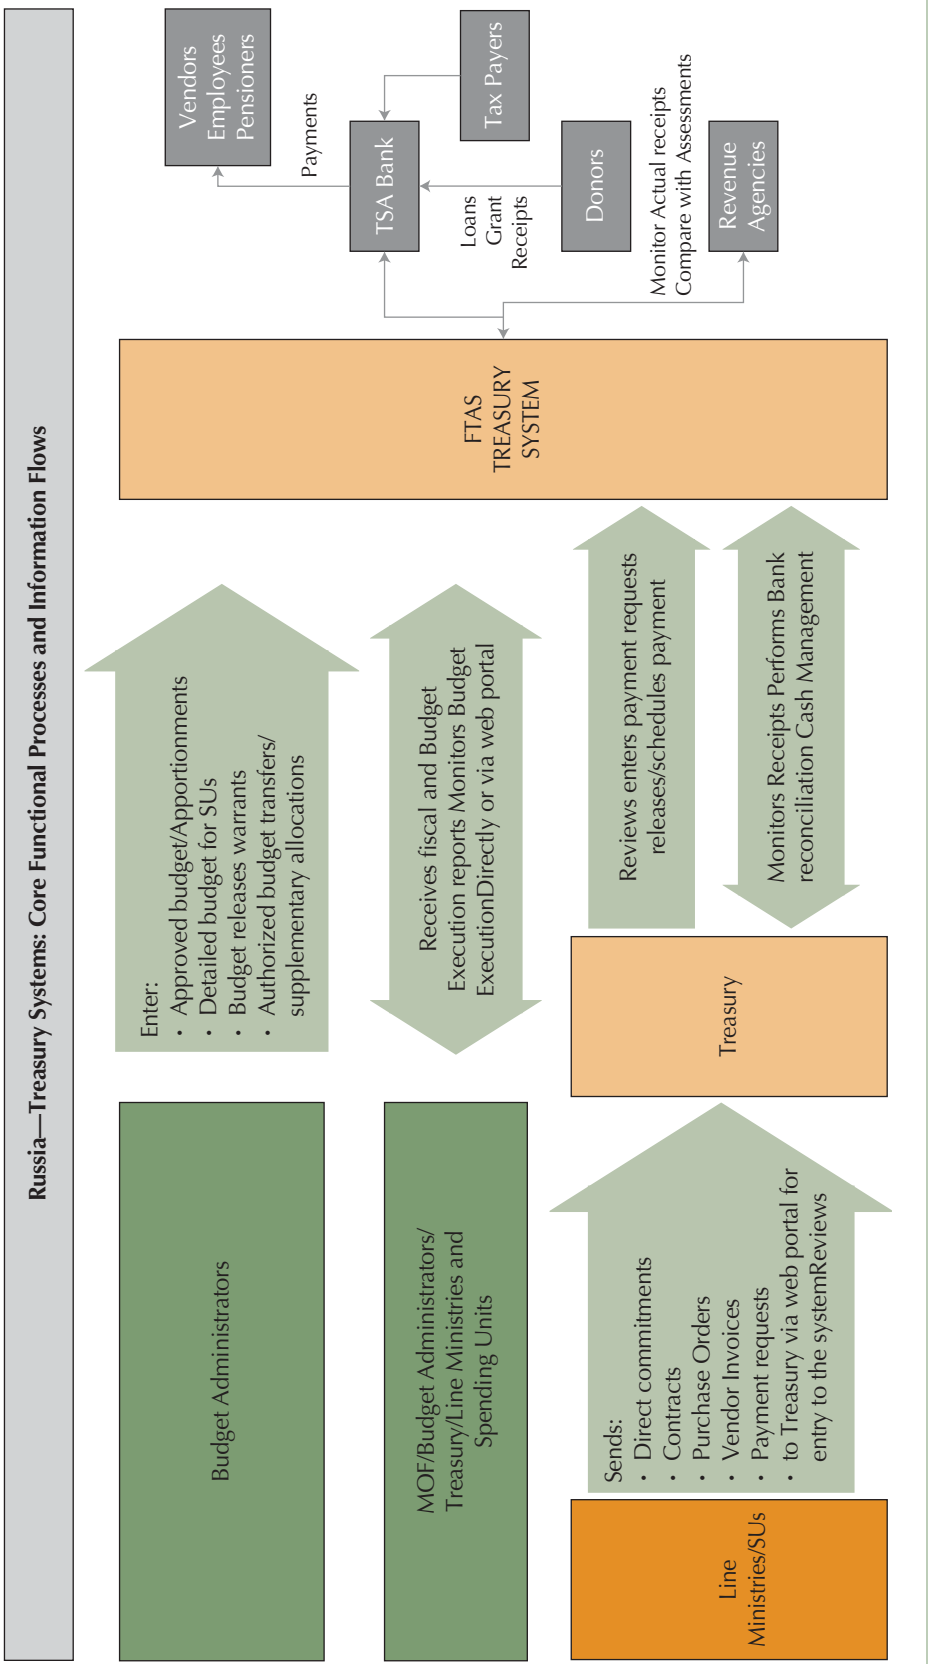 Russia—Treasury Systems: Core Functional Processes and Information Flows
Budget Administrators
Enter:
• Approved budget/Apportionments
• Detailed budget for SUs
• Budget releases warrants
• Authorized budget transfers/
supplementary allocations
MOF/Budget Administrators/
Treasury/Line Ministries and
Spending Units
Receives fiscal and Budget
Execution reports Monitors Budget
ExecutionDirectly or via web portal
Line
Ministries/SUs
Sends:
• Direct commitments
• Contracts
• Purchase Orders
• Vendor Invoices
• Payment requests
• to Treasury via web portal for
entry to the systemReviews
Treasury
Reviews enters payment requests
releases/schedules payment
Monitors Receipts Performs Bank
reconciliation Cash Management
FTAS
TREASURY
SYSTEM
Vendors
Employees
Pensioners
Payments
TSA Bank
Tax Payers
Loans
Grant
Receipts
Donors
Monitor Actual receipts
Compare with Assessments
Revenue
Agencies